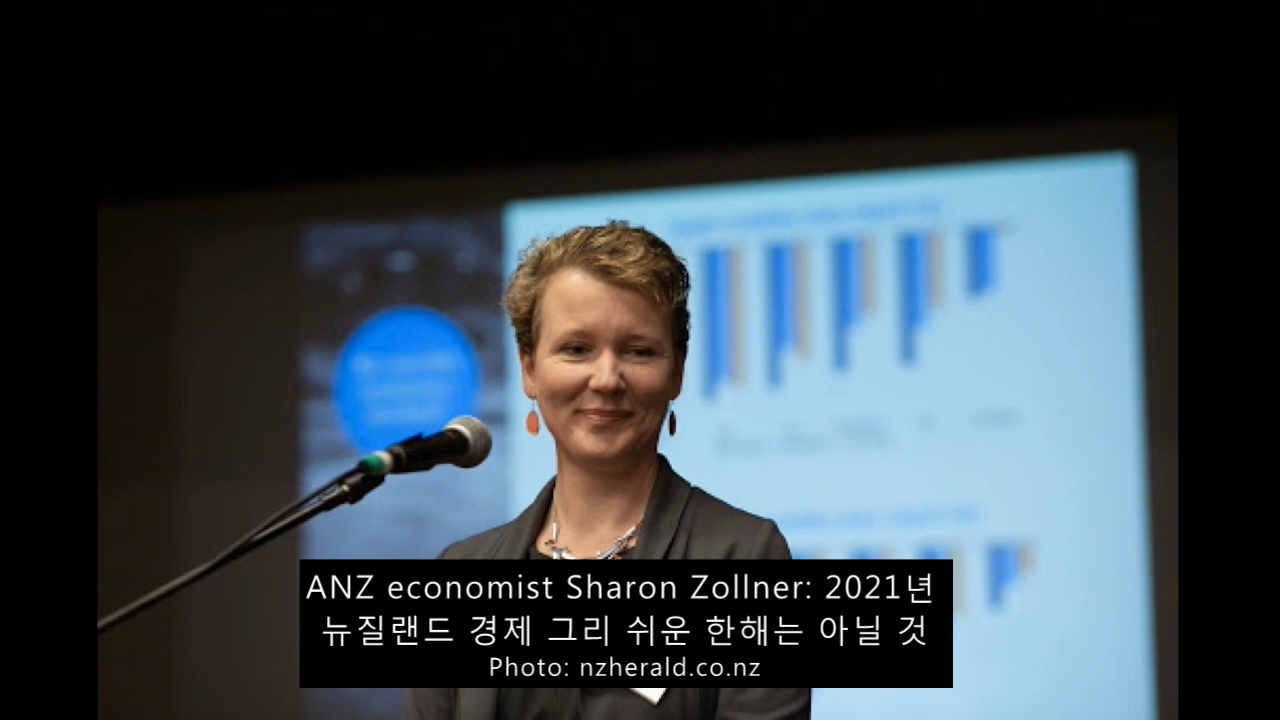 ANZ economist Sharon Zollner: 2021년
뉴질랜드 경제 그리 쉬운 한해는 아닐 것
Photo: nzherald.co.nz